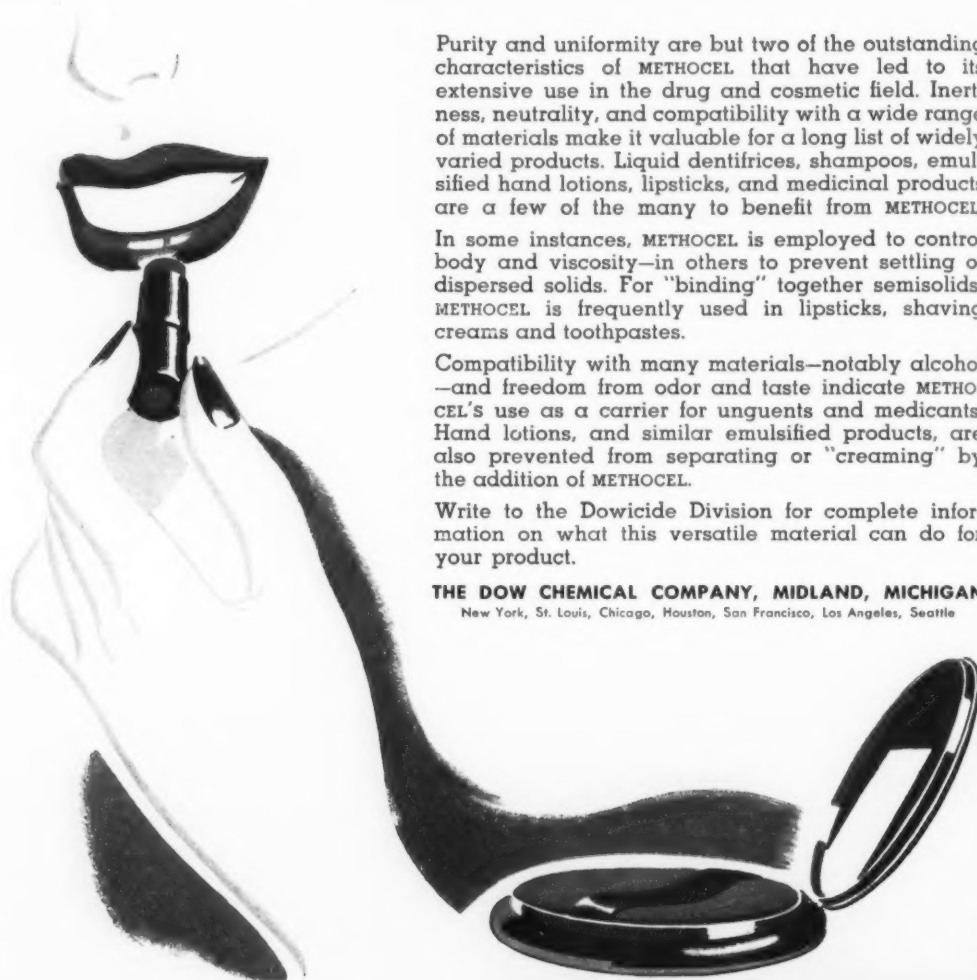 Purity and uniformity are but two of the outstanding
characteristics of METHOCEL that have led to its
extensive use in the drug and cosmetic field. Inert-
ness, neutrality, and compatibility with a wide range
of materials make it valuable for a long list of widely
varied products. Liquid dentifrices, shampoos, emul-
sified hand lotions, lipsticks, and medicinal products
are a few of the many to benefit from METHOCEL
In some instances, METHOCEL is employed to control
body and viscosity—in others to prevent settling of
dispersed solids. For "binding" together semisolids,
METHOCEL is frequently used in lipsticks, shaving
creams and toothpastes.
Compatibility with many materials—notably alcohol
—and freedom from odor and taste indicate METHO-
CEL'S use as a carrier for unguents and medicants.
Hand lotions, and similar emulsified products, are
also prevented from separating or "creaming" by
the addition of METHOCEL.
Write to the Dowicide Division for complete infor-
mation on what this versatile material can do for
your product.
THE DOW CHEMICAL COMPANY, MIDLAND, MICHIGAN
New York, St. Louis, Chicago, Houston, San Francisco, Los Angeles, Seattle